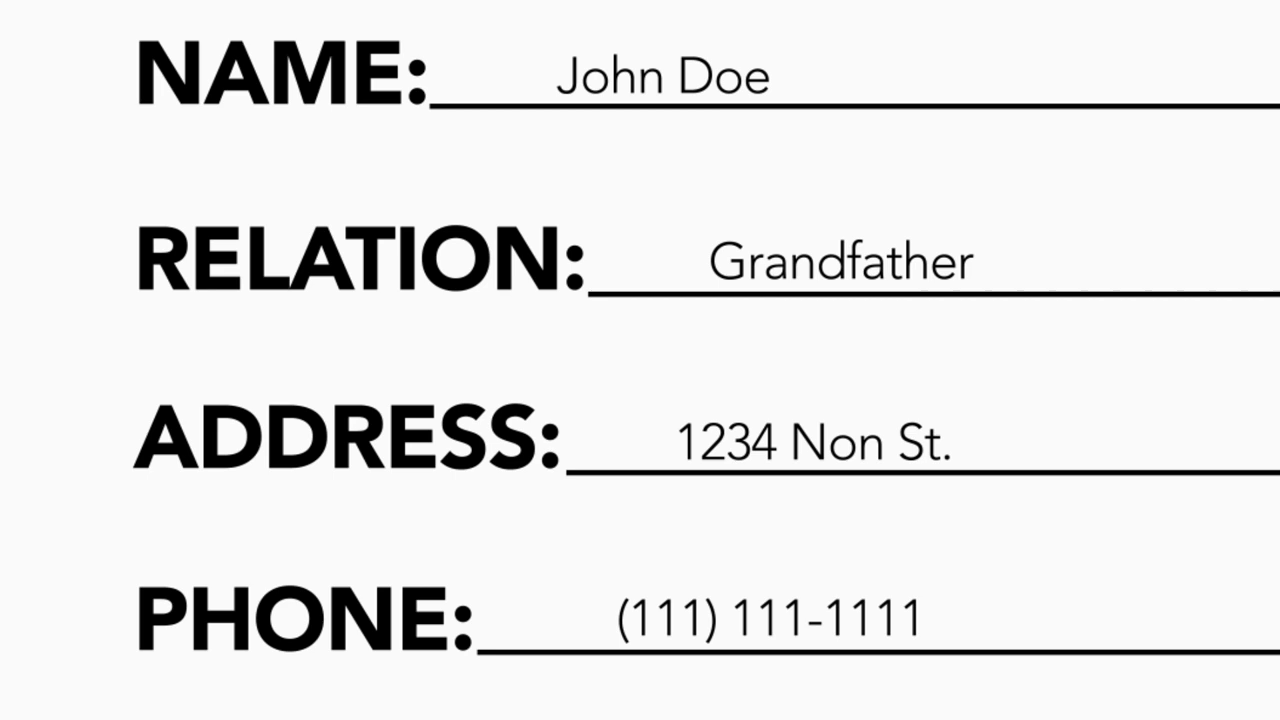 NAME: John Doe
RELATION: Grandfather
ADDRESS: 1234 Non St.
PHONE: (111) 111-1111